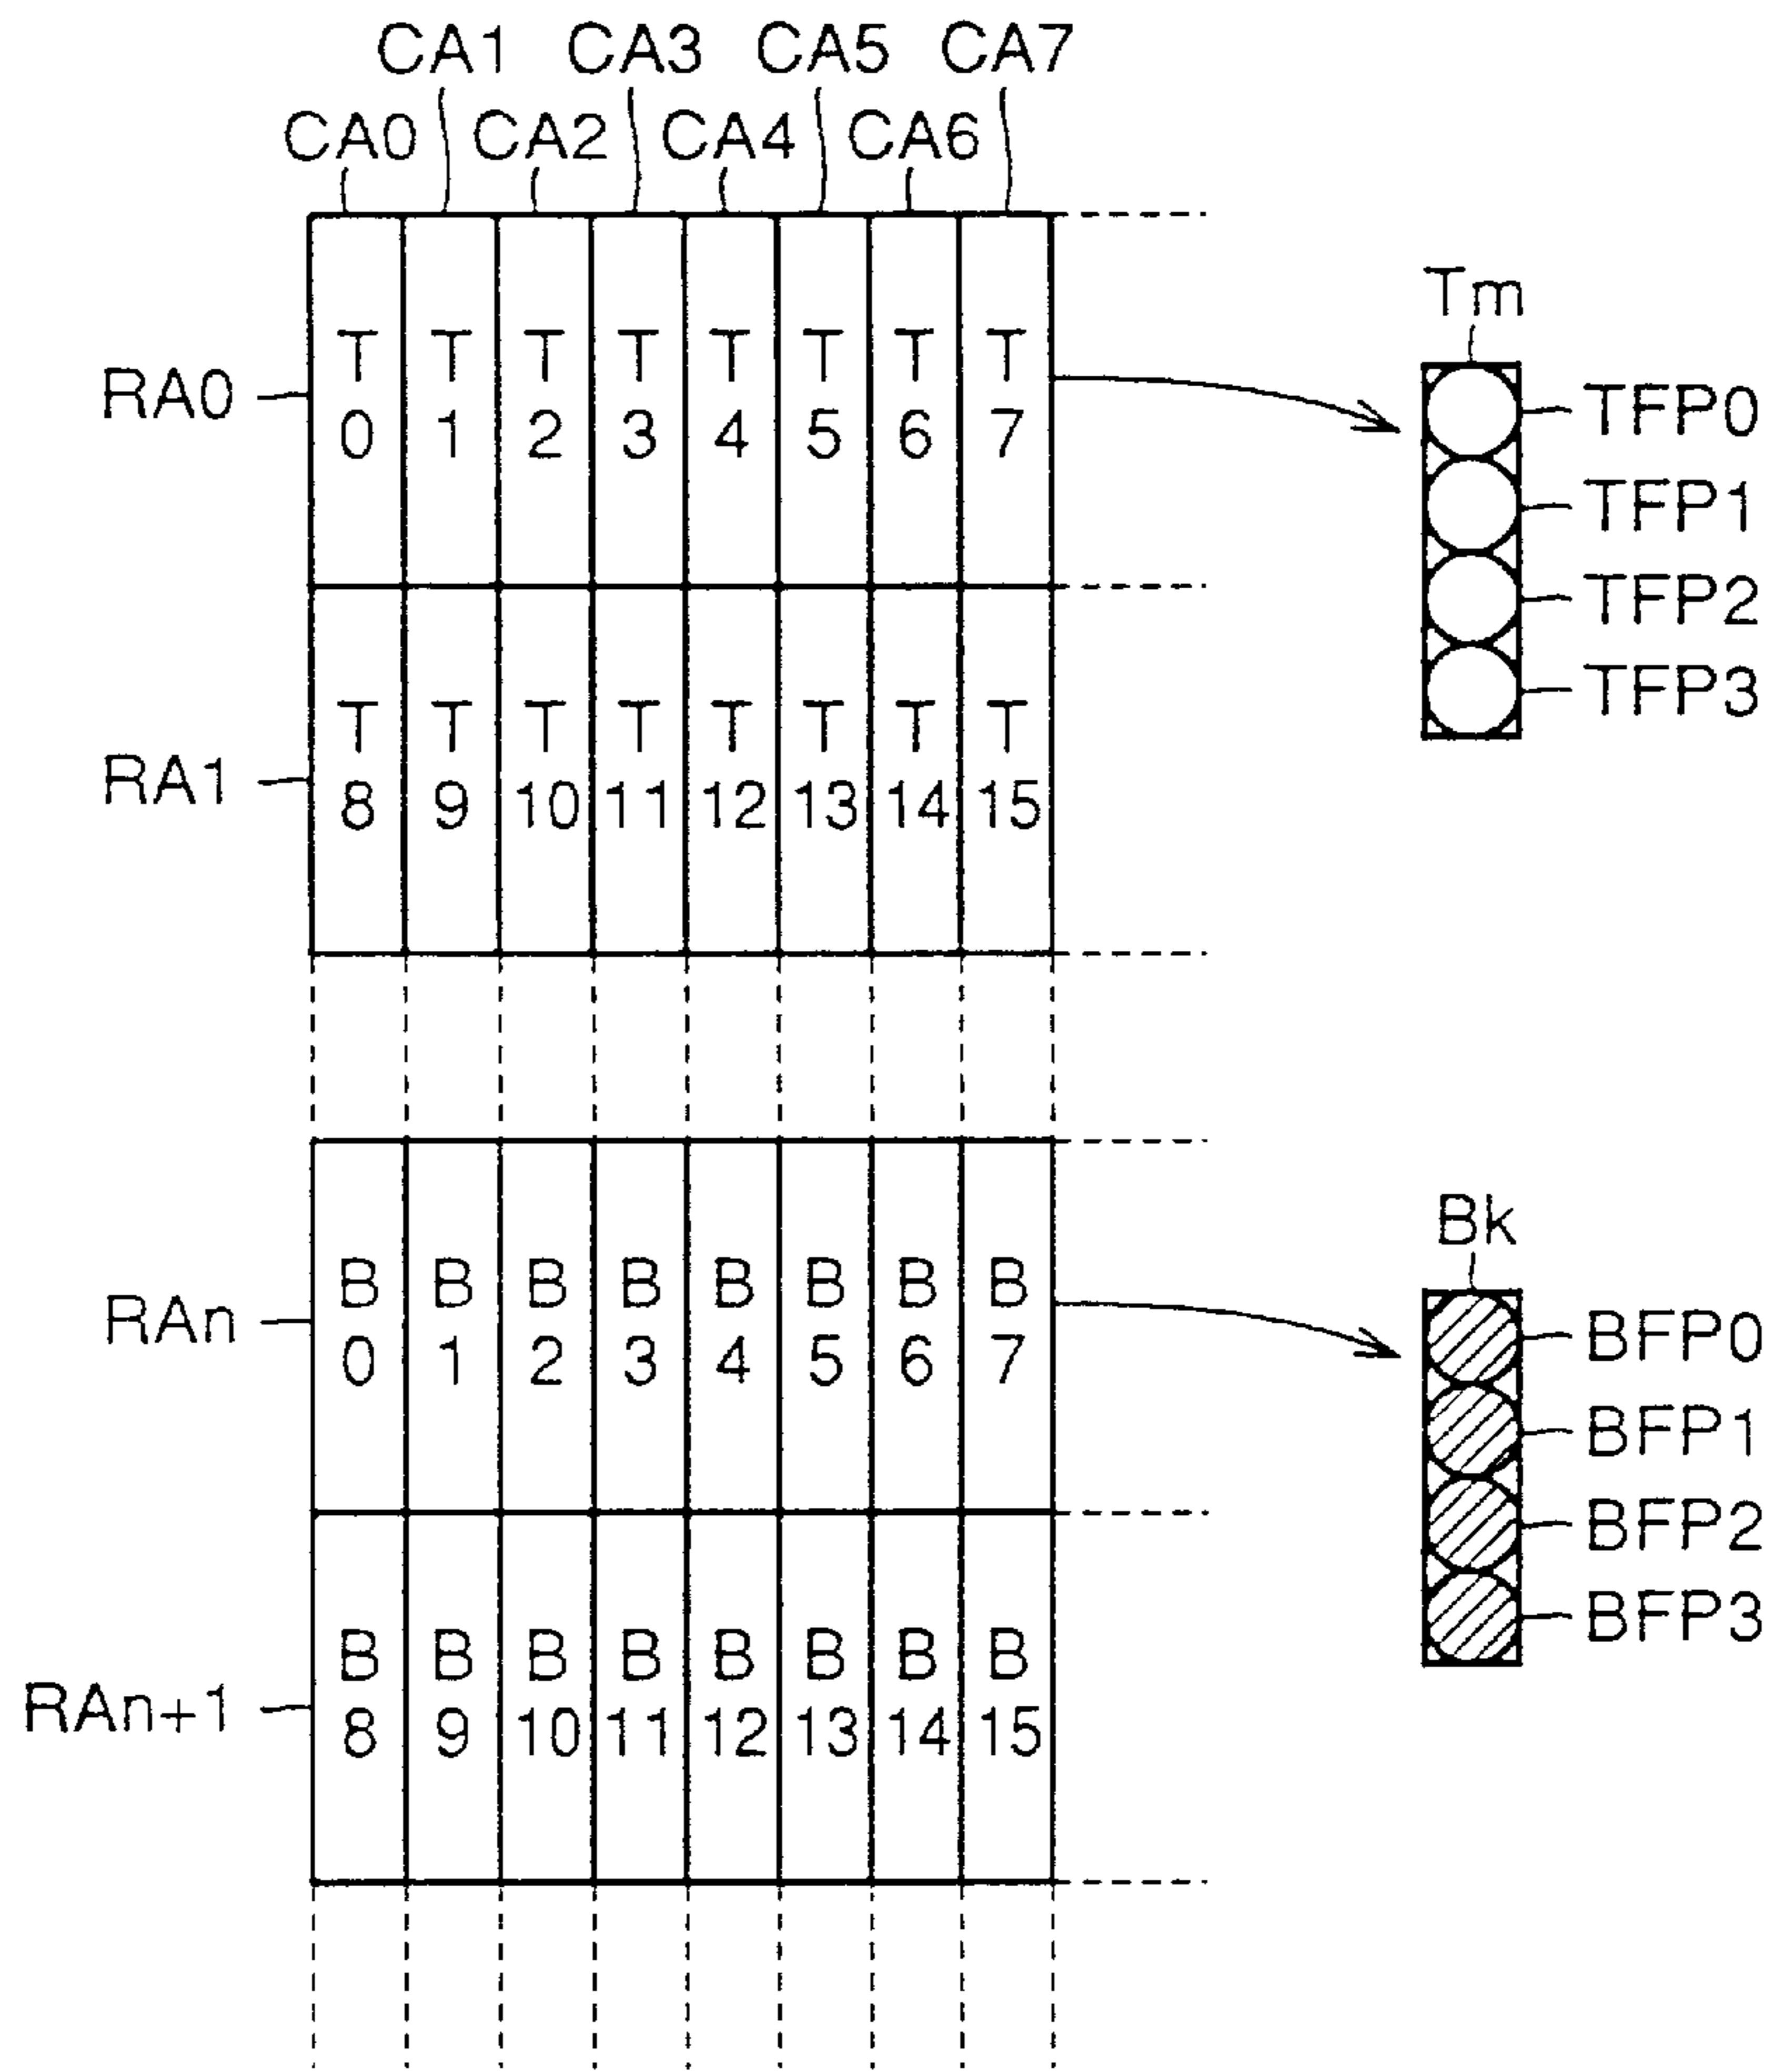 CA1 CA3 CA5 CA7
CA0 CA2 CA4 CA6
Tm
RA0
T T T T T T T T
0 1 2 3 4 5 6 7
TFP0
TFP1
TFP2
TFP3
RA1
T T T T T T T T
8 9 10 11 12 13 14 15
Bk
RAn
B B B B B B B B
0 1 2 3 4 5 6 7
BFP0
BFP1
BFP2
BFP3
RAn+1
B B B B B B B B
8 9 10 11 12 13 14 15